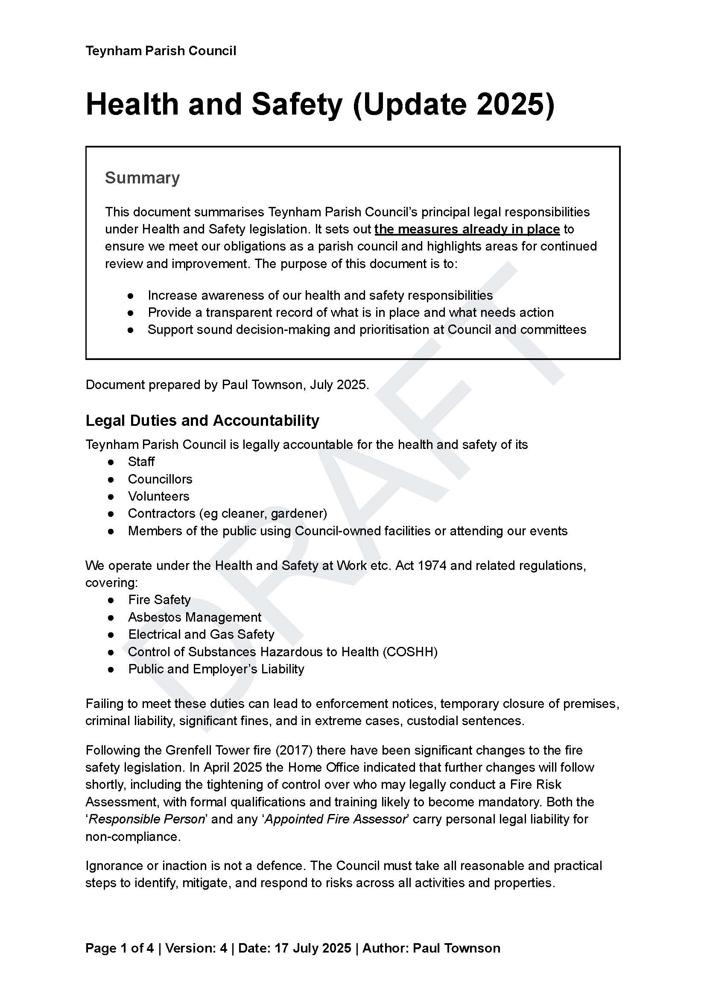 Teynham Parish Council
Health and Safety (Update 2025)
Summary
This document summarises Teynham Parish Council’s principal legal responsibilities
under Health and Safety legislation. It sets out the measures already in place to
ensure we meet our obligations as a parish council and highlights areas for continued
review and improvement. The purpose of this document is to:
● Increase awareness of our health and safety responsibilities
● Provide a transparent record of what is in place and what needs action
● Support sound decision-making and prioritisation at Council and committees
Document prepared by Paul Townson, July 2025.
Legal Duties and Accountability
Teynham Parish Council is legally accountable for the health and safety of its
● Staff
● Councillors
● Volunteers
● Contractors (eg cleaner, gardener)
● Members of the public using Council-owned facilities or attending our events
We operate under the Health and Safety at Work etc. Act 1974 and related regulations,
covering:
● Fire Safety
● Asbestos Management
● Electrical and Gas Safety
● Control of Substances Hazardous to Health (COSHH)
● Public and Employer’s Liability
Failing to meet these duties can lead to enforcement notices, temporary closure of premises,
criminal liability, significant fines, and in extreme cases, custodial sentences.
Following the Grenfell Tower fire (2017) there have been significant changes to the fire
safety legislation. In April 2025 the Home Office indicated that further changes will follow
shortly, including the tightening of control over who may legally conduct a Fire Risk
Assessment, with formal qualifications and training likely to become mandatory. Both the
‘Responsible Person’ and any ‘Appointed Fire Assessor’ carry personal legal liability for
non-compliance.
Ignorance or inaction is not a defence. The Council must take all reasonable and practical
steps to identify, mitigate, and respond to risks across all activities and properties.
Page 1 of 4 | Version: 4 | Date: 17 July 2025 | Author: Paul Townson
DRAFT